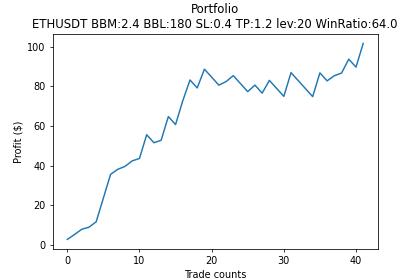 Portfolio
ETHUSDT BBM:2.4 BBL:180 SL:0.4 TP:1.2 lev:20 WinRatio:64.0
100
80
60
40
20
0
Profit ($)
0 10 20 30 40
Trade counts